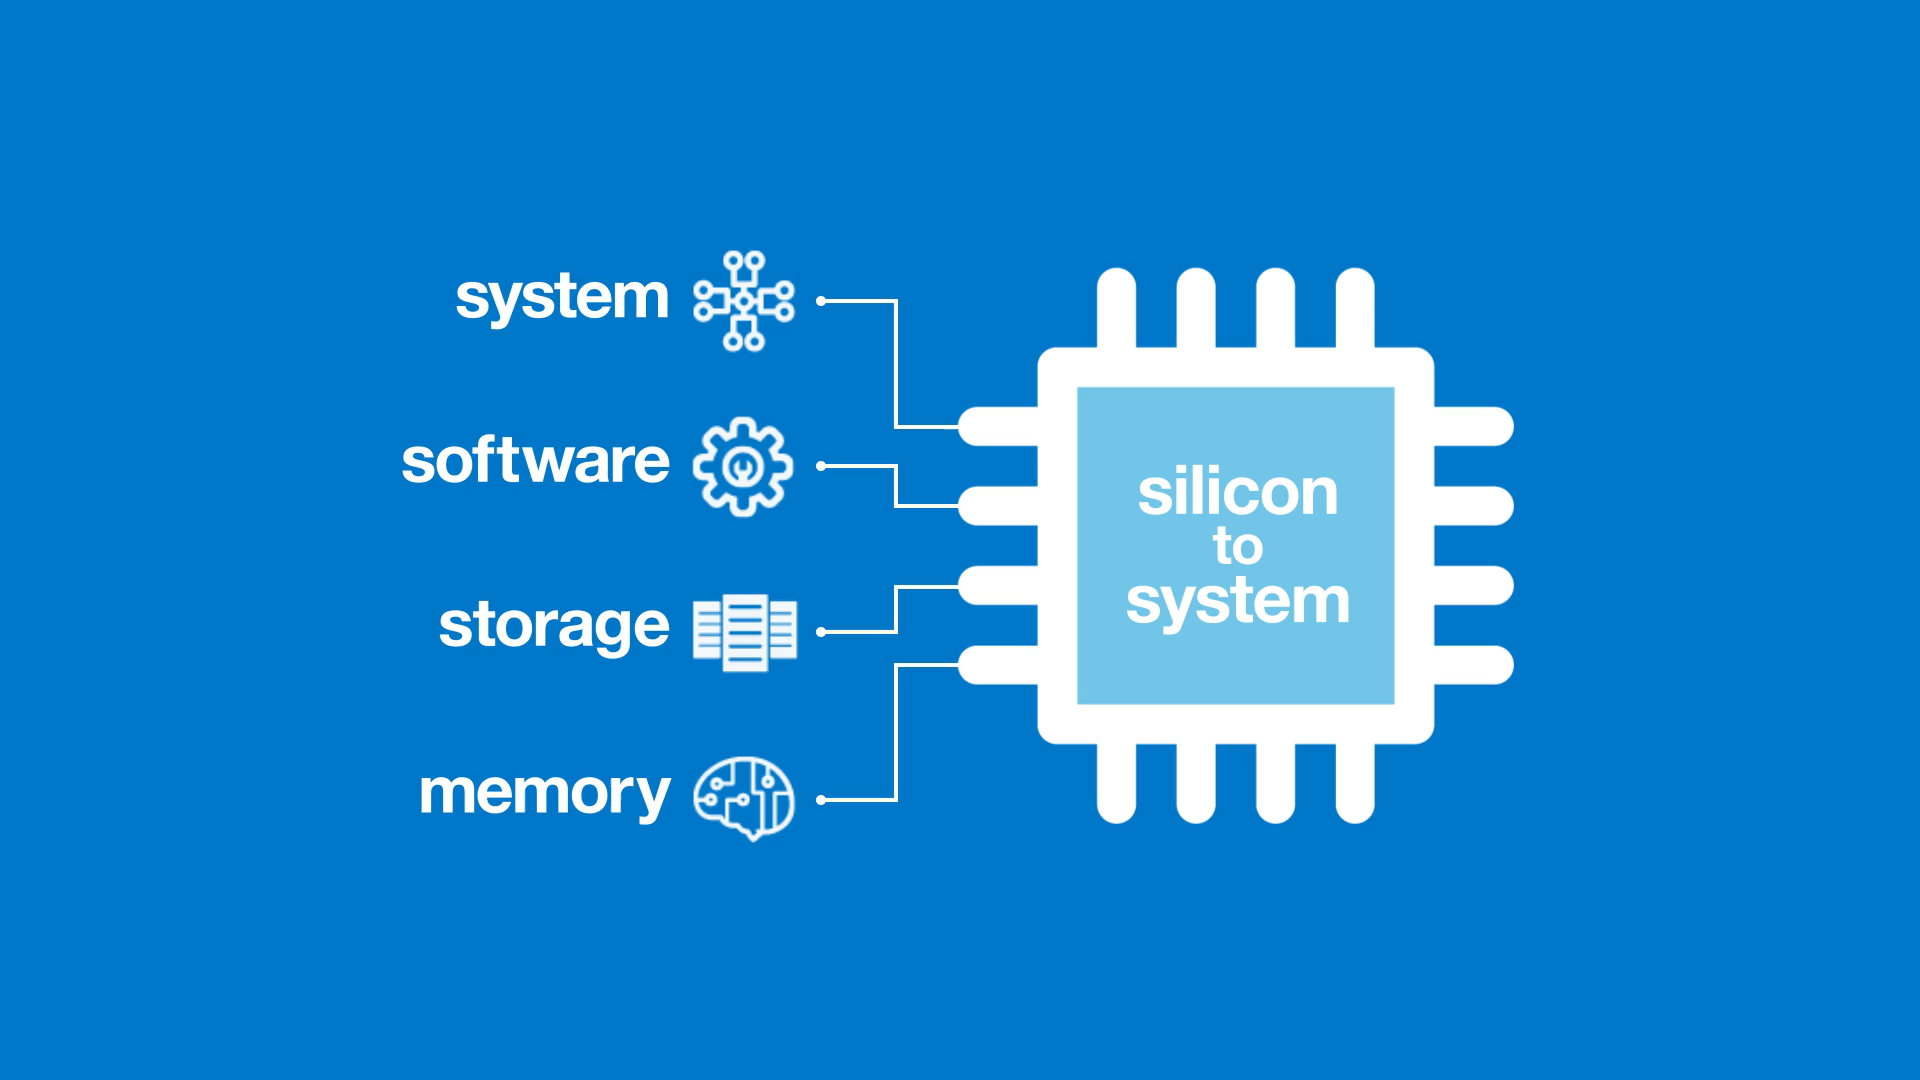 system
software
storage
memory
silicon
to
system